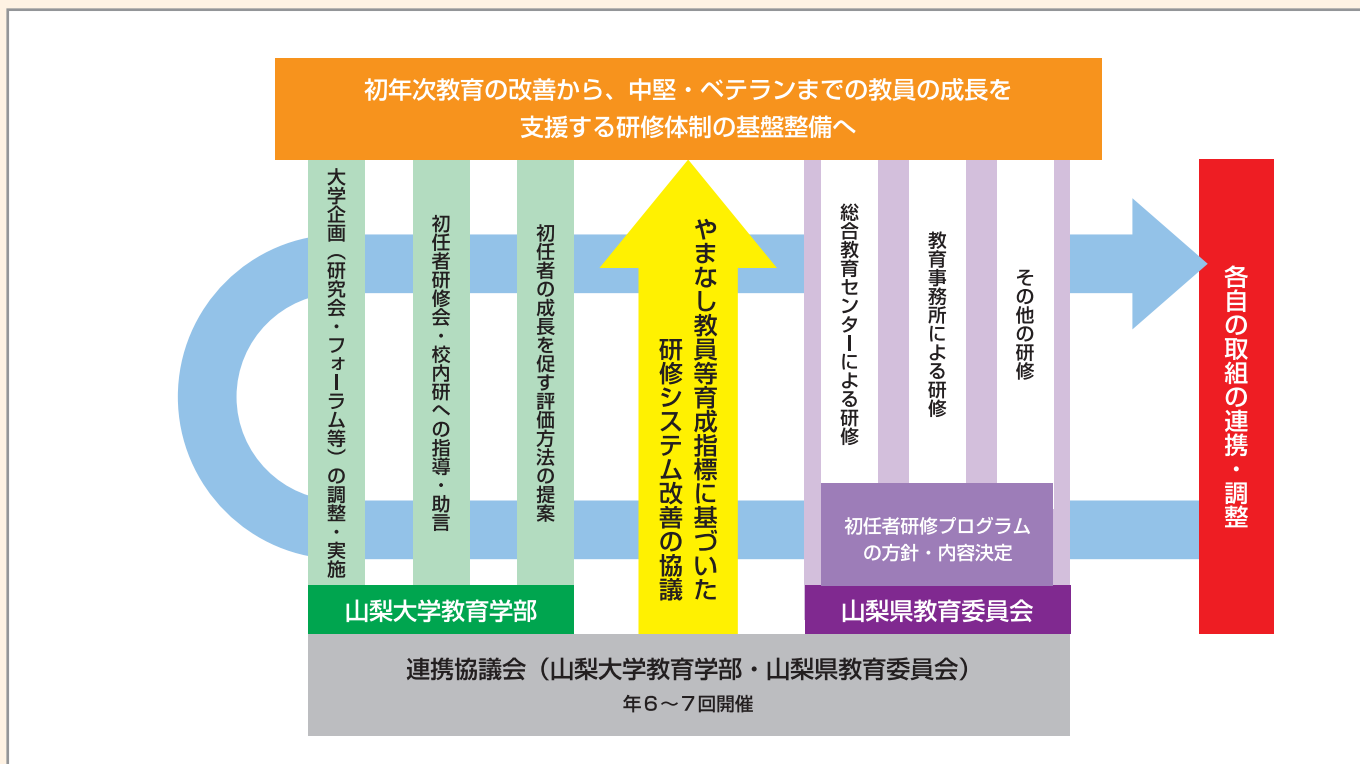 初年次教育の改善から、中堅・ベテランまでの教員の成長を
支援する研修体制の基盤整備へ
大学企画（研究会・フォーラム等）の調整・実施
初任者研修会・校内研への指導・助言
初任者の成長を促す評価方法の提案
やまなし教員等育成指標に基づいた
研修システム改善の協議
総合教育センターによる研修
教育事務所による研修
その他の研修
初任者研修プログラム
の方針・内容決定
各自の取組の連携・調整
山梨大学教育学部
山梨県教育委員会
連携協議会（山梨大学教育学部・山梨県教育委員会）
年６～７回開催